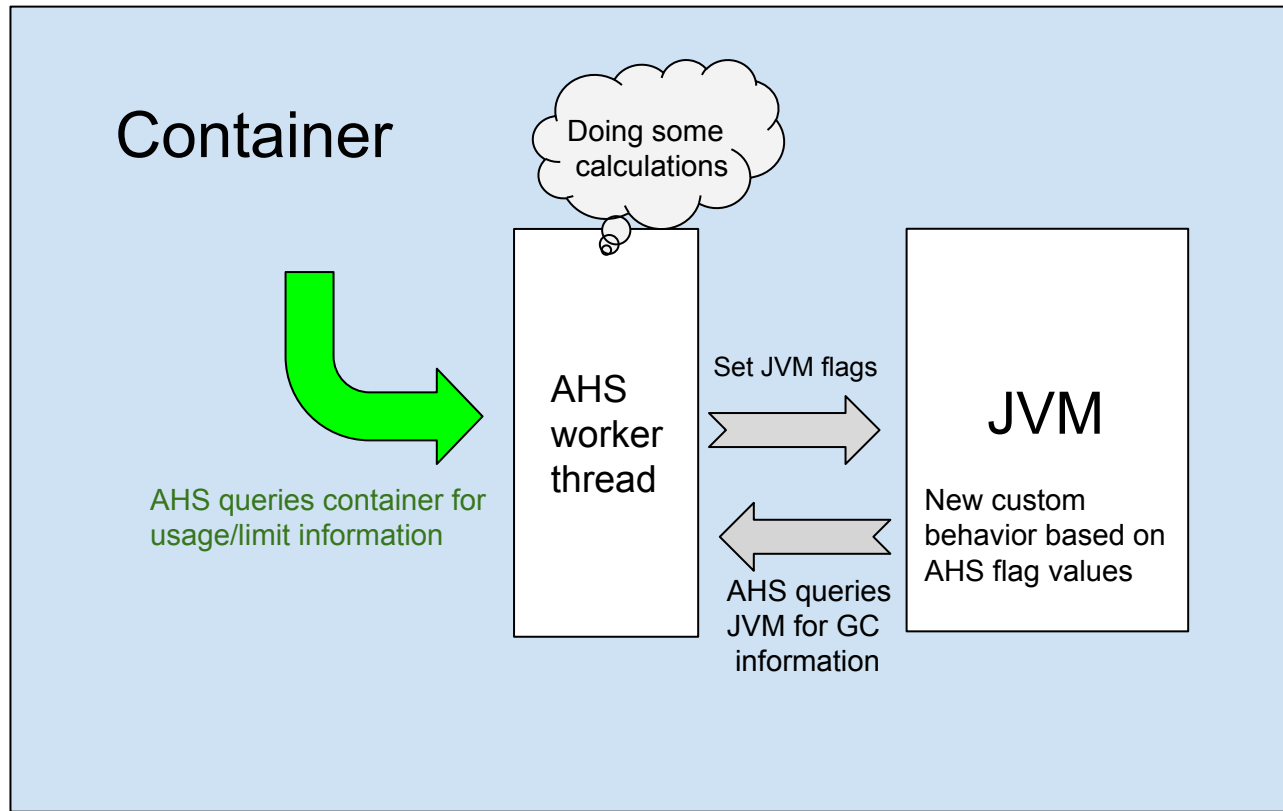 Container
Doing some
calculations
AHS queries container for
usage/limit information
AHS
worker
thread
Set JVM flags
AHS queries
JVM for GC
information
JVM
New custom
behavior based on
AHS flag values